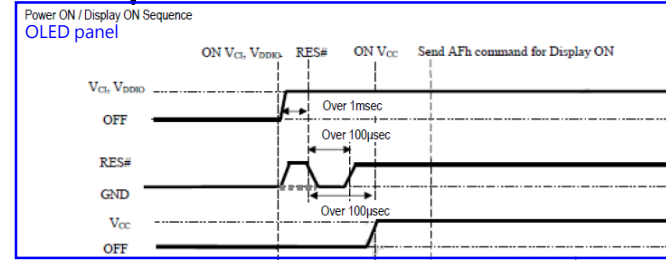 Power ON / Display ON Sequence
OLED panel
ON VCI, VDDIO. RES# ON VCC Send AFh command for Display ON
VCI, VDDIO
Over 1msec
OFF
Over 100μsec
RES#
GND
Over 100μsec
VCC
OFF